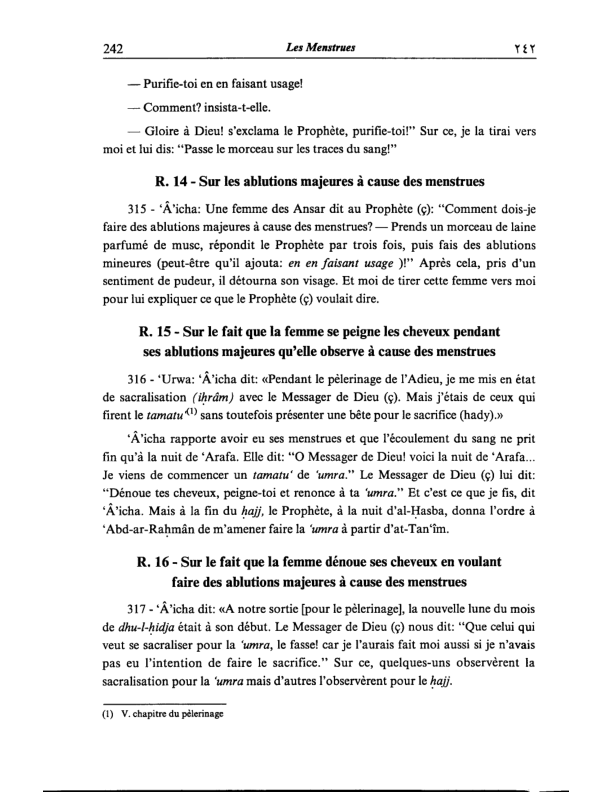 242 Les Menstrues ٢٤٢
— Purifie-toi en en faisant usage!
— Comment? insista-t-elle.
— Gloire à Dieu! s'exclama le Prophète, purifie-toi!" Sur ce, je la tirai vers
moi et lui dis: "Passe le morceau sur les traces du sang!"
R. 14 - Sur les ablutions majeures à cause des menstrues
315 - ‘Â'icha: Une femme des Ansar dit au Prophète (ç): "Comment dois-je
faire des ablutions majeures à cause des menstrues? — Prends un morceau de laine
parfumé de musc, répondit le Prophète par trois fois, puis fais des ablutions
mineures (peut-être qu'il ajouta: en en faisant usage )!" Après cela, pris d'un
sentiment de pudeur, il détourna son visage. Et moi de tirer cette femme vers moi
pour lui expliquer ce que le Prophète (ç) voulait dire.
R. 15 - Sur le fait que la femme se peigne les cheveux pendant
ses ablutions majeures qu'elle observe à cause des menstrues
316 - ‘Urwa: ‘Â'icha dit: «Pendant le pèlerinage de l'Adieu, je me mis en état
de sacralisation (iḥrâm) avec le Messager de Dieu (ç). Mais j'étais de ceux qui
firent le tamatu‘(1) sans toutefois présenter une bête pour le sacrifice (hady).»
‘Â'icha rapporte avoir eu ses menstrues et que l'écoulement du sang ne prit
fin qu'à la nuit de ‘Arafa. Elle dit: "O Messager de Dieu! voici la nuit de ‘Arafa...
Je viens de commencer un tamatu‘ de ‘umra." Le Messager de Dieu (ç) lui dit:
"Dénoue tes cheveux, peigne-toi et renonce à ta ‘umra." Et c'est ce que je fis, dit
‘Â'icha. Mais à la fin du ḥajj, le Prophète, à la nuit d'al-Ḥasba, donna l'ordre à
‘Abd-ar-Raḥmân de m'amener faire la ‘umra à partir d'at-Tan‘îm.
R. 16 - Sur le fait que la femme dénoue ses cheveux en voulant
faire des ablutions majeures à cause des menstrues
317 - ‘Â'icha dit: «A notre sortie [pour le pèlerinage], la nouvelle lune du mois
de dhu-l-ḥidja était à son début. Le Messager de Dieu (ç) nous dit: "Que celui qui
veut se sacraliser pour la ‘umra, le fasse! car je l'aurais fait moi aussi si je n'avais
pas eu l'intention de faire le sacrifice." Sur ce, quelques-uns observèrent la
sacralisation pour la ‘umra mais d'autres l'observèrent pour le ḥajj.
(1) V. chapitre du pèlerinage